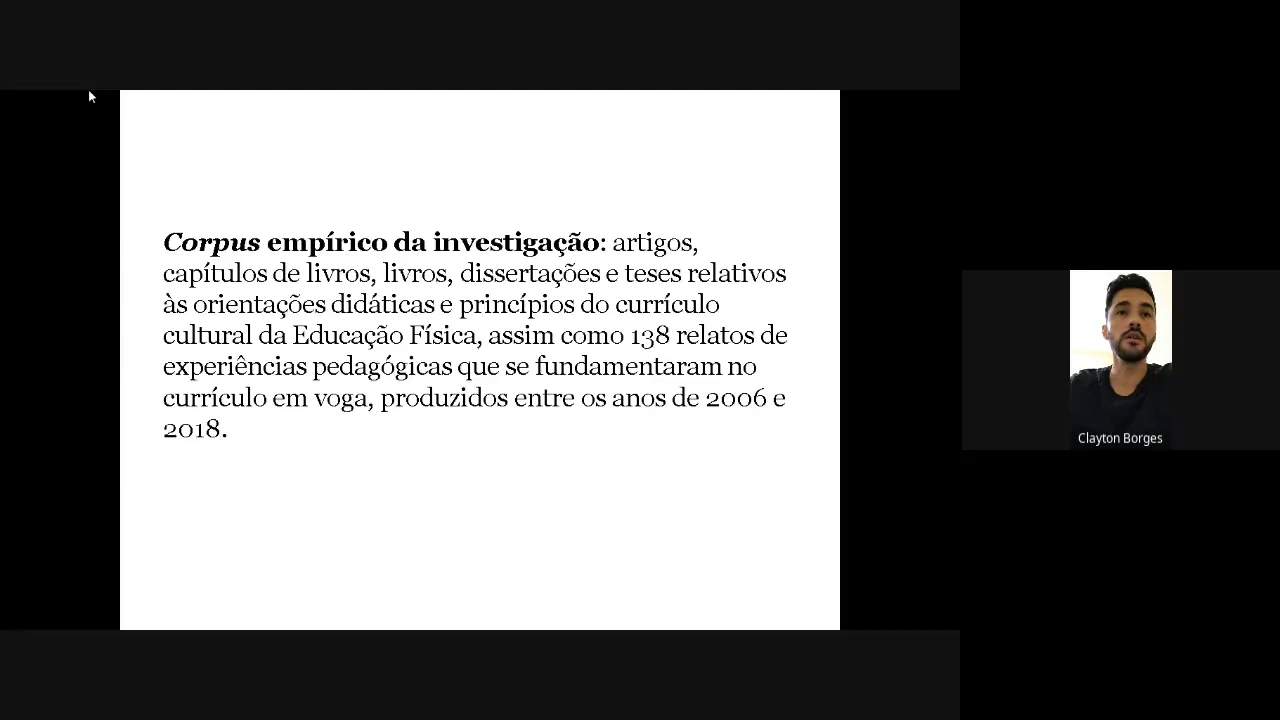 Corpus empírico da investigação: artigos,
capítulos de livros, livros, dissertações e teses relativos
às orientações didáticas e princípios do currículo
cultural da Educação Física, assim como 138 relatos de
experiências pedagógicas que se fundamentaram no
currículo em voga, produzidos entre os anos de 2006 e
2018.
Clayton Borges